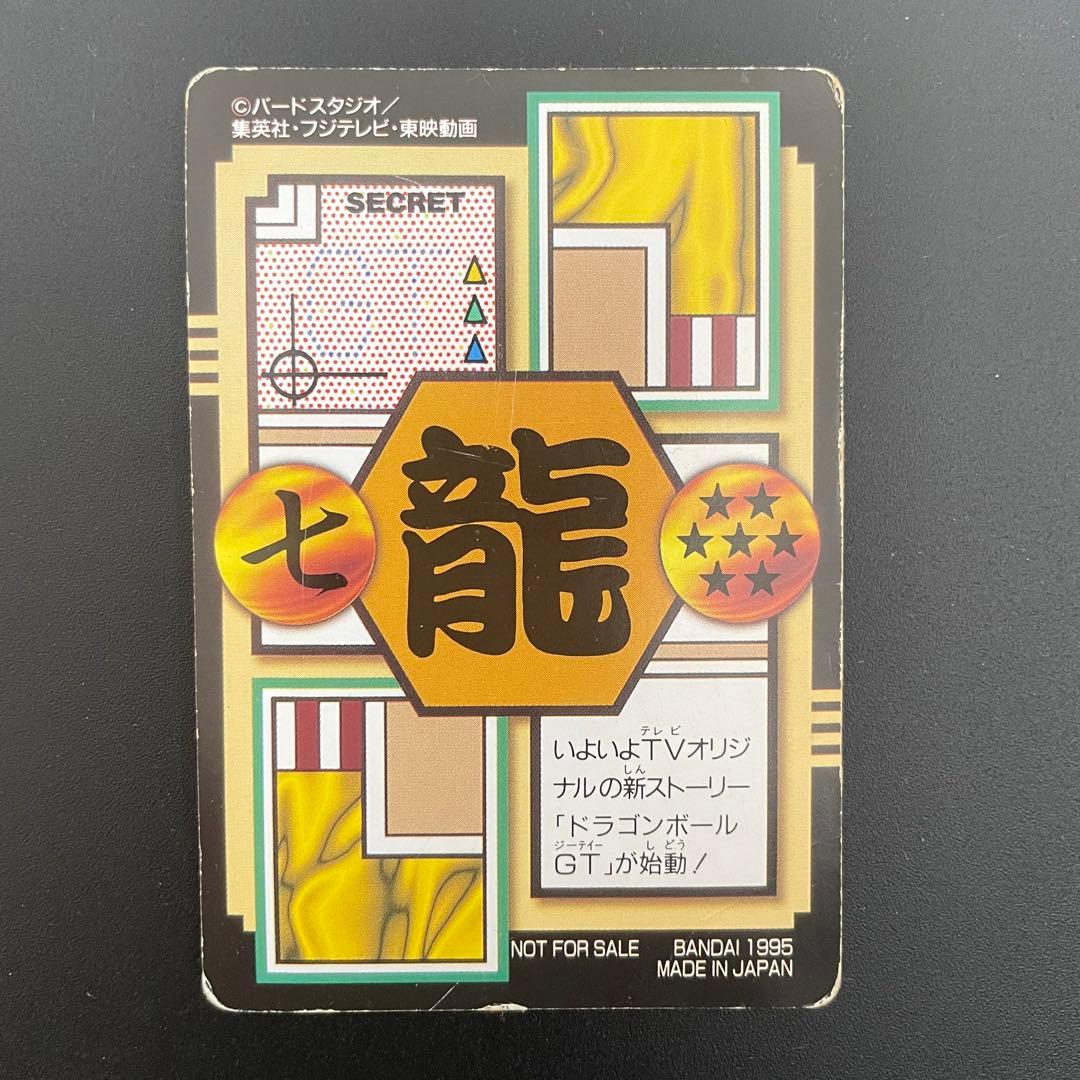 ©バードスタジオ/
集英社・フジテレビ・東映動画
SECRET
七
龍
テレビ
いよいよTVオリジ
しん
ナルの新ストーリー
「ドラゴンボール
ジーティー しどう
GT」が始動!
NOT FOR SALE BANDAI 1995
MADE IN JAPAN